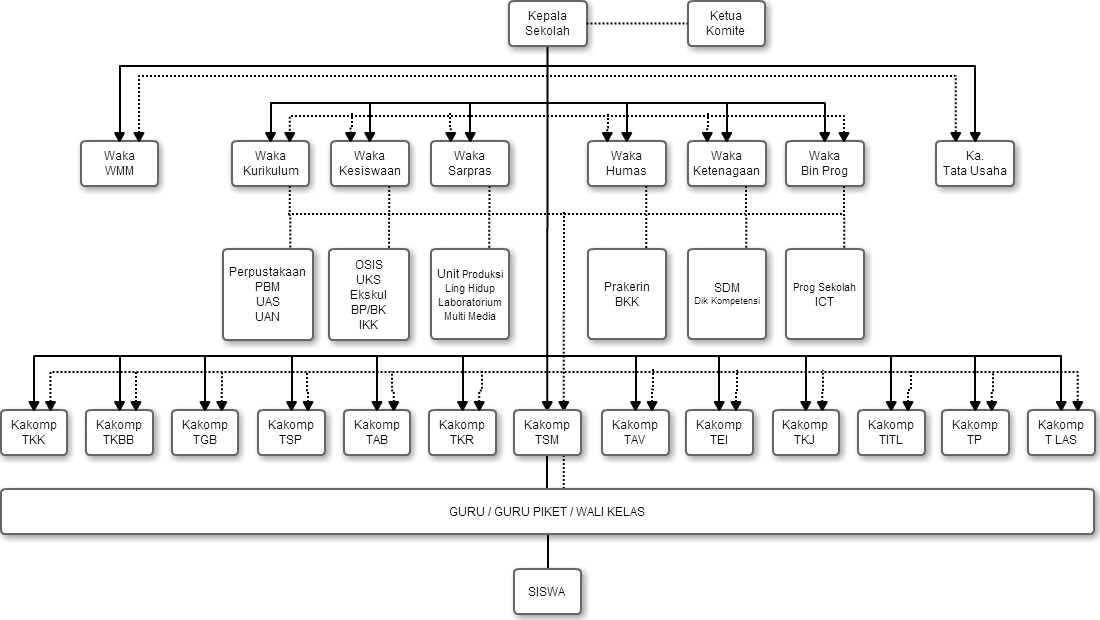 Kepala
Sekolah
Ketua
Komite
Waka
WMM
Waka
Kurikulum
Waka
Kesiswaan
Waka
Sarpras
Waka
Humas
Waka
Ketenagaan
Waka
Bin Prog
Ka.
Tata Usaha
Perpustakaan
PBM
UAS
UAN
OSIS
UKS
Ekskul
BP/BK
IKK
Unit Produksi
Ling Hidup
Laboratorium
Multi Media
Prakerin
BKK
SDM
Dik Kompetensi
Prog Sekolah
ICT
Kakomp
TKK
Kakomp
TKBB
Kakomp
TGB
Kakomp
TSP
Kakomp
TAB
Kakomp
TKR
Kakomp
TSM
Kakomp
TAV
Kakomp
TEI
Kakomp
TKJ
Kakomp
TITL
Kakomp
TP
Kakomp
T LAS
GURU / GURU PIKET / WALI KELAS
SISWA